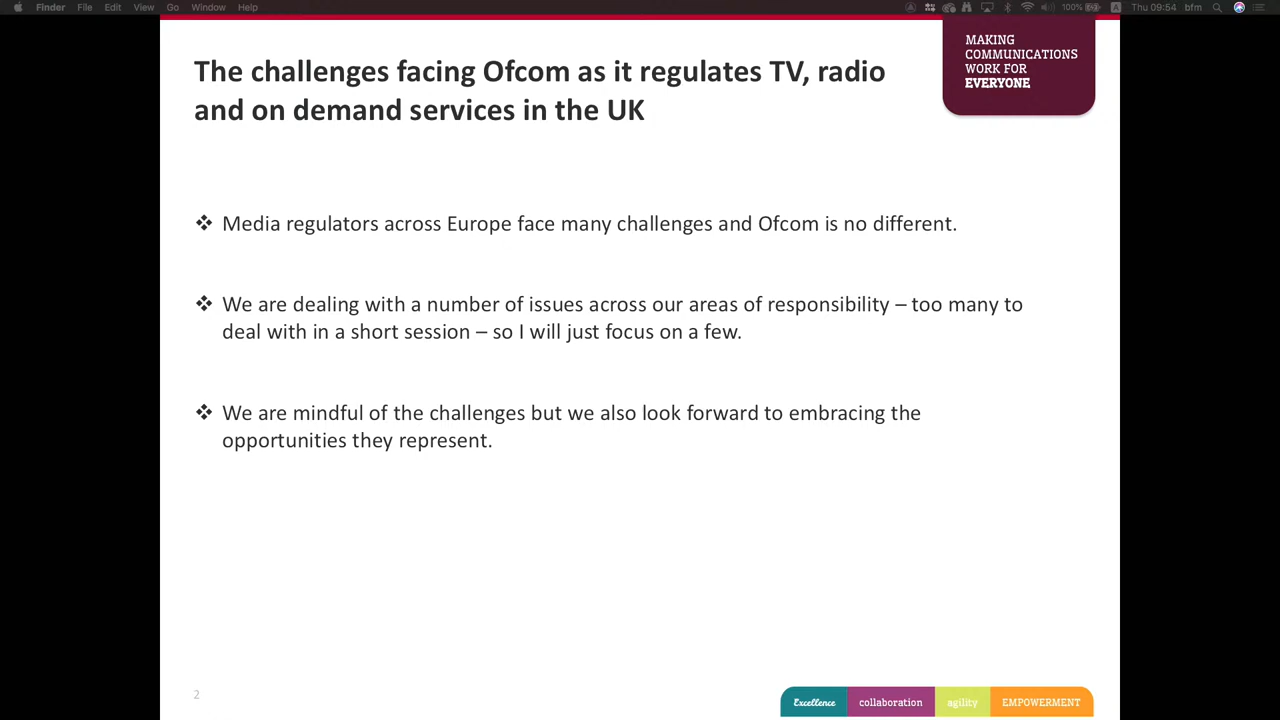 Finder File Edit View Go Window Help 100% Thu 09:54 bfm
MAKING
COMMUNICATIONS
WORK FOR
EVERYONE
The challenges facing Ofcom as it regulates TV, radio
and on demand services in the UK
❖ Media regulators across Europe face many challenges and Ofcom is no different.
❖ We are dealing with a number of issues across our areas of responsibility – too many to
deal with in a short session – so I will just focus on a few.
❖ We are mindful of the challenges but we also look forward to embracing the
opportunities they represent.
2
Excellence collaboration agility EMPOWERMENT